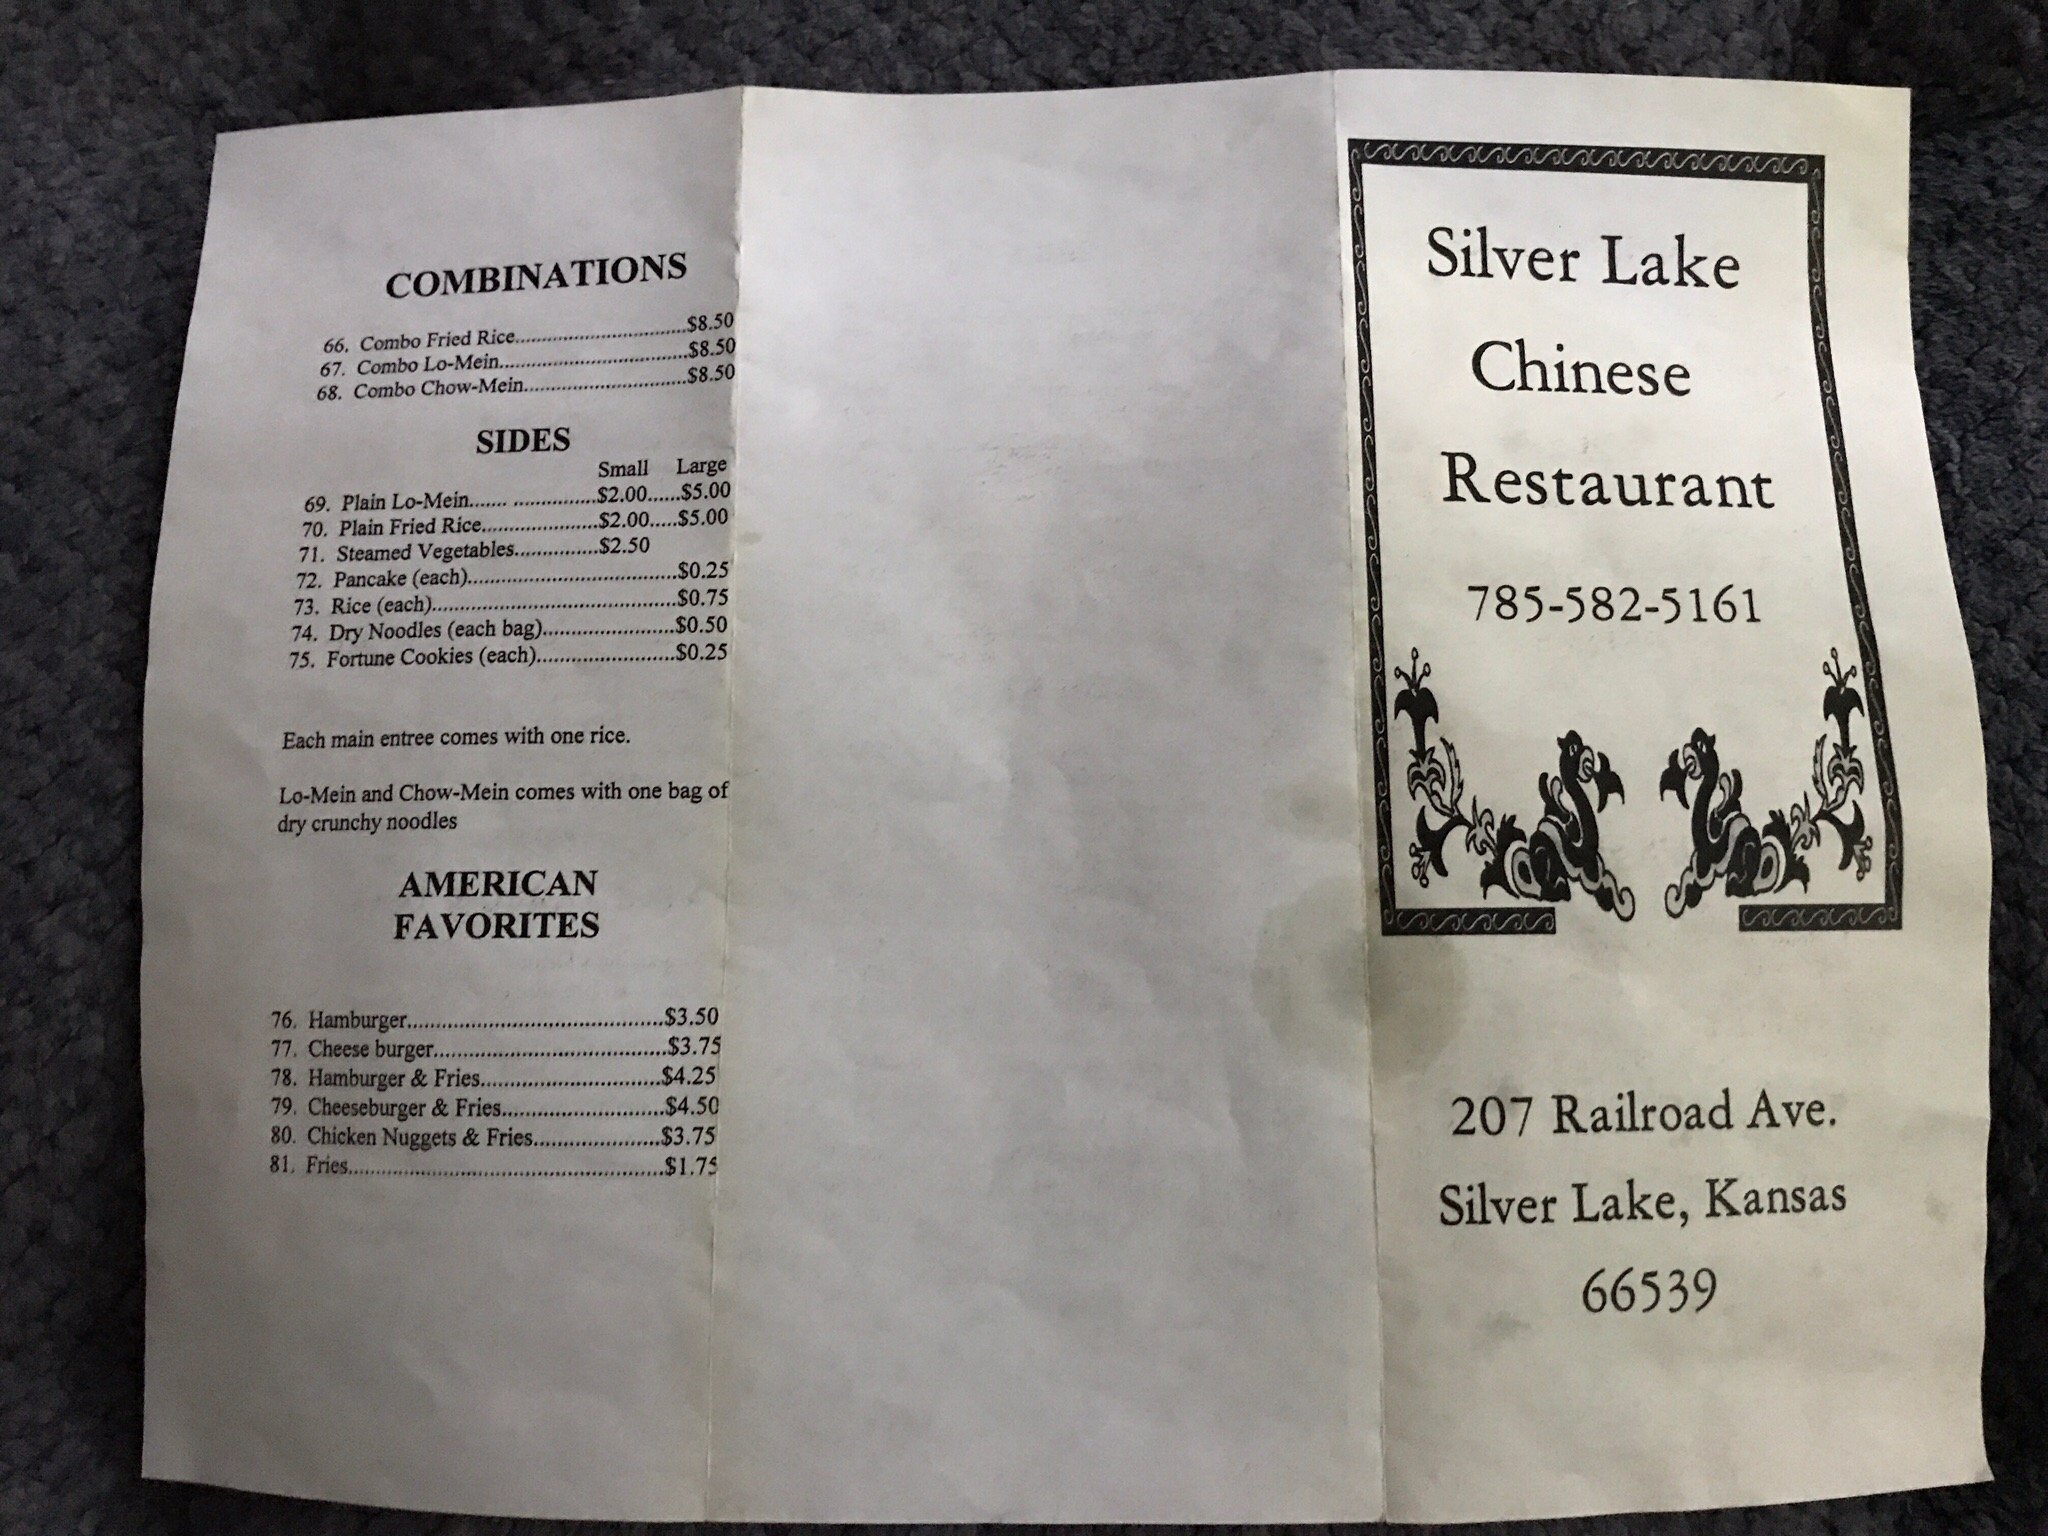 COMBINATIONS
66. Combo Fried Rice..............................$8.50
67. Combo Lo-Mein.................................$8.50
68. Combo Chow-Mein............................$8.50
SIDES
Small Large
69. Plain Lo-Mein....... ...............$2.00......$5.00
70. Plain Fried Rice.....................$2.00.....$5.00
71. Steamed Vegetables...............$2.50
72. Pancake (each).....................................$0.25
73. Rice (each)...........................................$0.75
74. Dry Noodles (each bag).......................$0.50
75. Fortune Cookies (each)........................$0.25
Each main entree comes with one rice.
Lo-Mein and Chow-Mein comes with one bag of
dry crunchy noodles
AMERICAN
FAVORITES
76. Hamburger.............................................$3.50
77. Cheese burger.........................................$3.75
78. Hamburger & Fries................................$4.25
79. Cheeseburger & Fries.............................$4.50
80. Chicken Nuggets & Fries......................$3.75
81. Fries.......................................................$1.75
Silver Lake
Chinese
Restaurant
785-582-5161
207 Railroad Ave.
Silver Lake, Kansas
66539